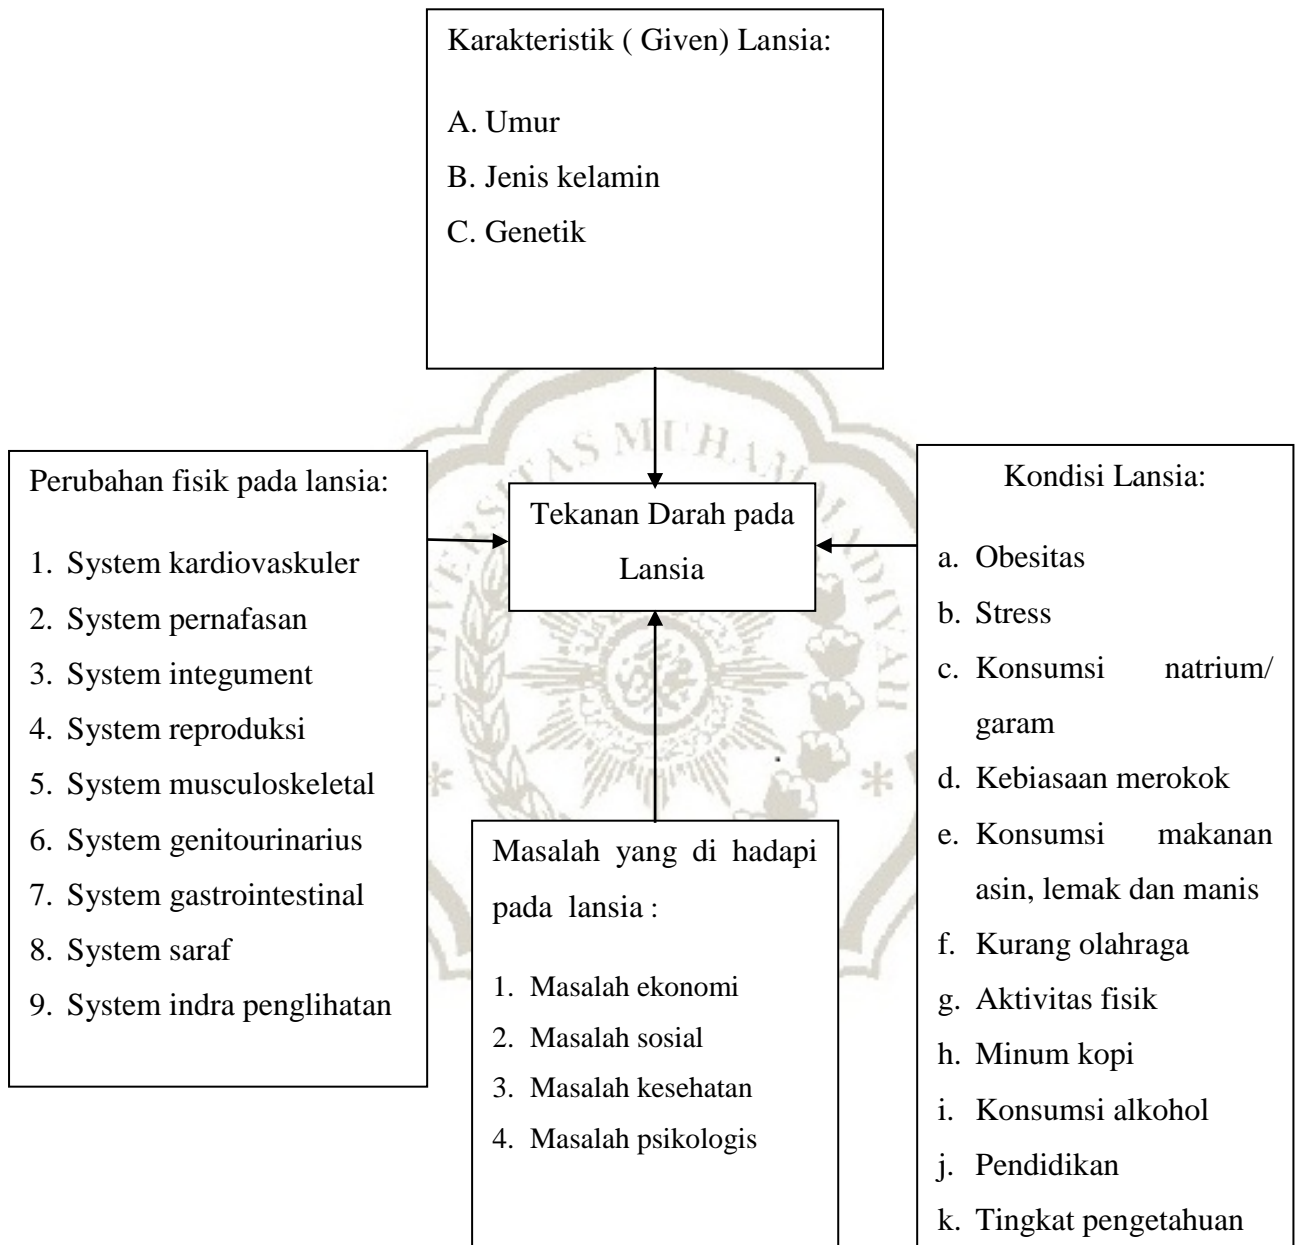 Karakteristik ( Given) Lansia:
A. Umur
B. Jenis kelamin
C. Genetik
Perubahan fisik pada lansia:
1. System kardiovaskuler
2. System pernafasan
3. System integument
4. System reproduksi
5. System musculoskeletal
6. System genitourinarius
7. System gastrointestinal
8. System saraf
9. System indra penglihatan
Tekanan Darah pada
Lansia
Masalah yang di hadapi
pada lansia :
1. Masalah ekonomi
2. Masalah sosial
3. Masalah kesehatan
4. Masalah psikologis
Kondisi Lansia:
a. Obesitas
b. Stress
c. Konsumsi natrium/
garam
d. Kebiasaan merokok
e. Konsumsi makanan
asin, lemak dan manis
f. Kurang olahraga
g. Aktivitas fisik
h. Minum kopi
i. Konsumsi alkohol
j. Pendidikan
k. Tingkat pengetahuan